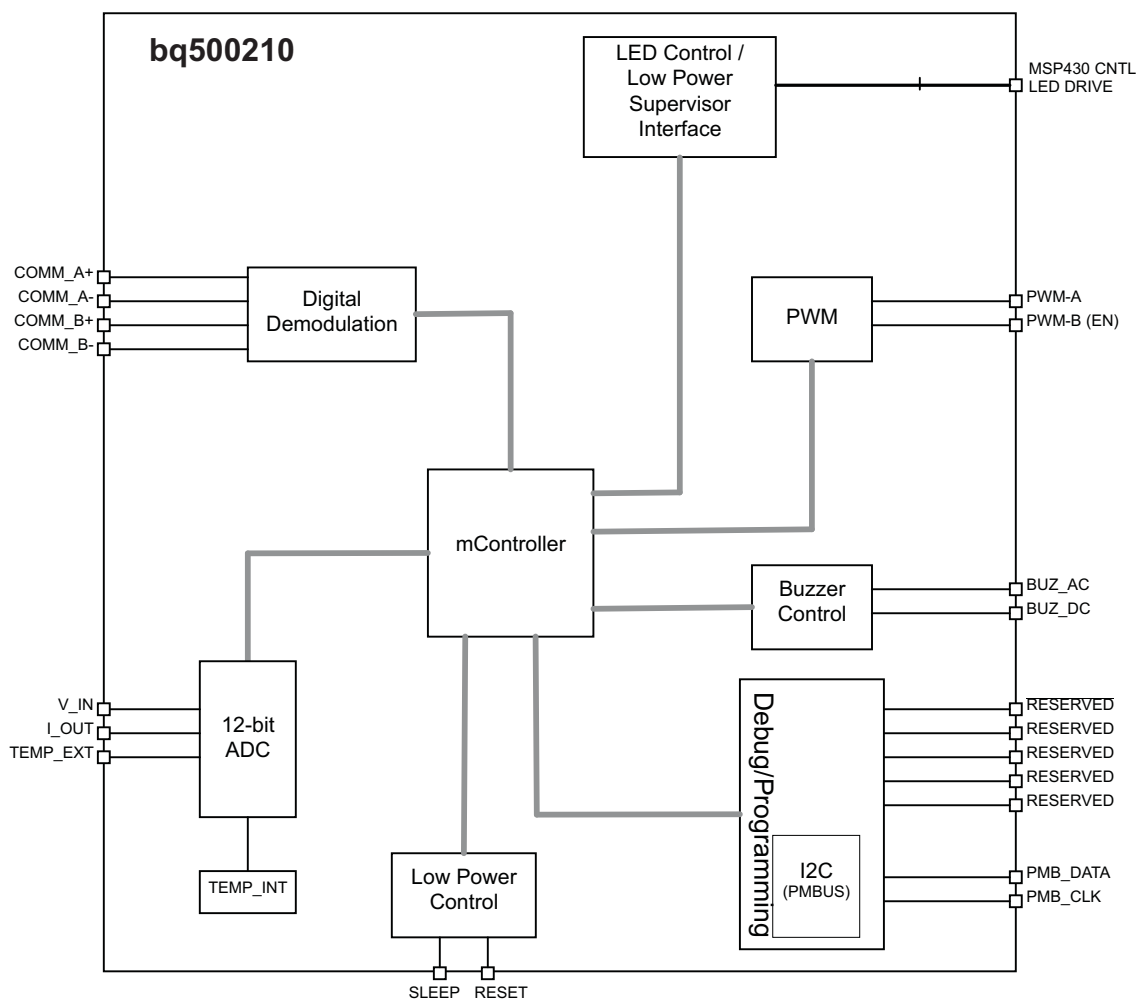 bq500210
LED Control /
Low Power
Supervisor
Interface
MSP430 CNTL
LED DRIVE
COMM_A+
COMM_A-
COMM_B+
COMM_B-
Digital
Demodulation
PWM
PWM-A
PWM-B (EN)
mController
Buzzer
Control
BUZ_AC
BUZ_DC
V_IN
I_OUT
TEMP_EXT
12-bit
ADC
TEMP_INT
Low Power
Control
SLEEP
RESET
Debug/Programming
I2C
(PMBUS)
RESERVED
RESERVED
RESERVED
RESERVED
RESERVED
PMB_DATA
PMB_CLK